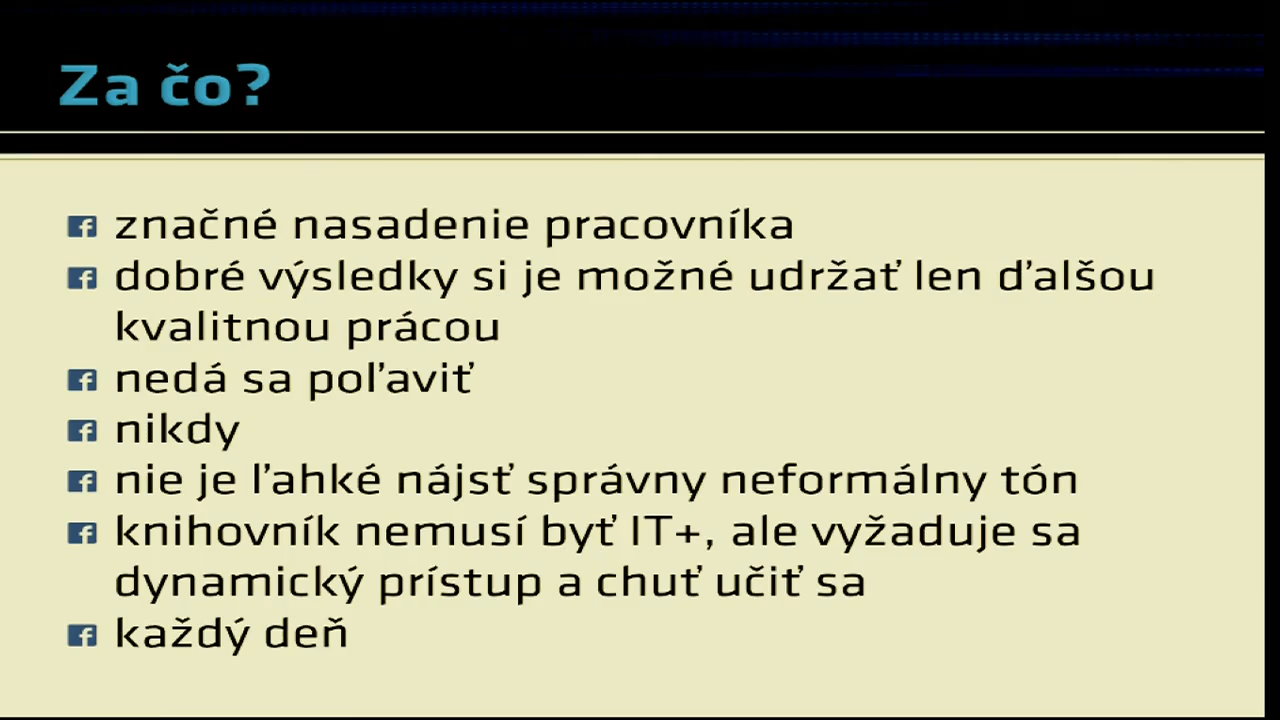 Za čo?
značné nasadenie pracovníka
dobré výsledky si je možné udržať len ďalšou
kvalitnou prácou
nedá sa poľaviť
nikdy
nie je ľahké nájsť správny neformálny tón
knihovník nemusí byť IT+, ale vyžaduje sa
dynamický prístup a chuť učiť sa
každý deň